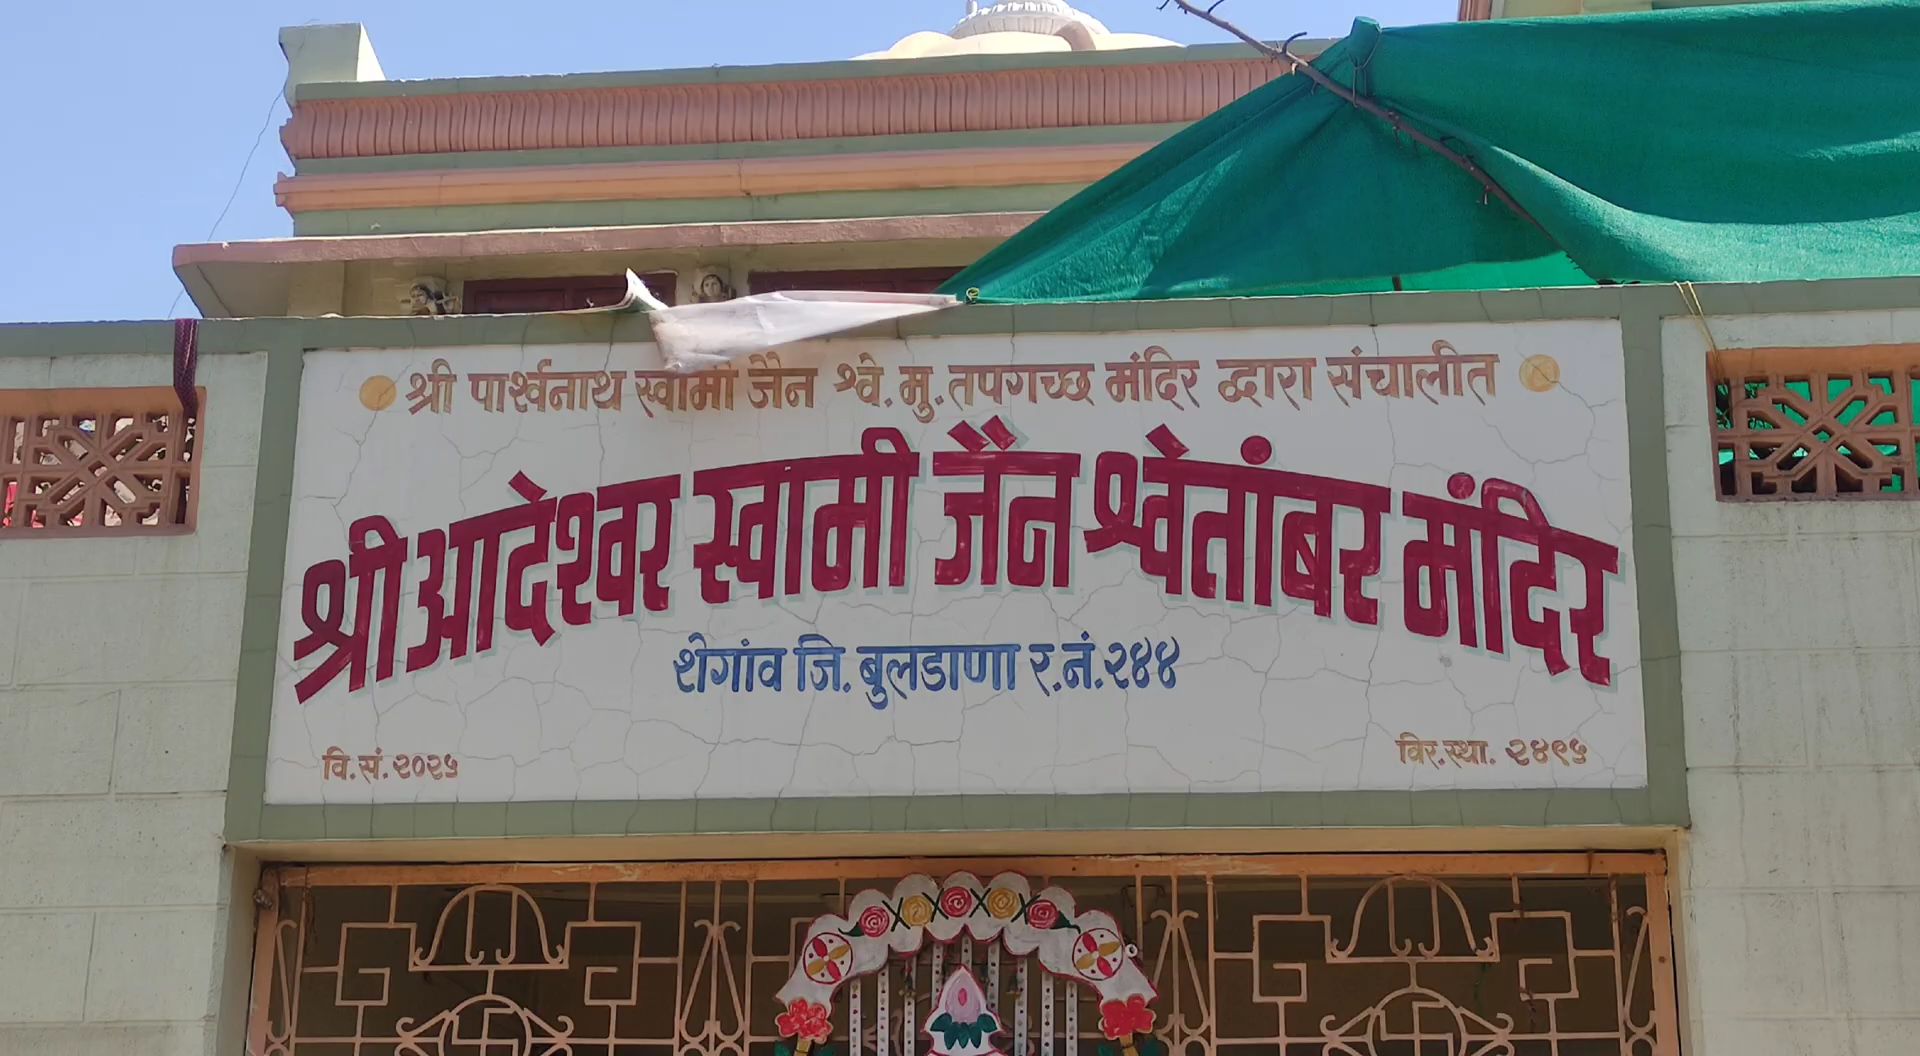 श्री पार्श्वनाथ स्वामी जैन श्वे. मु. तपगच्छ मंदिर द्वारा संचालीत
श्री आदेश्वर स्वामी जैन श्वेतांबर मंदिर
शेगांव जि. बुलडाणा र. नं. २४४
वि. सं. २०२५
विर. स्था. २४९५